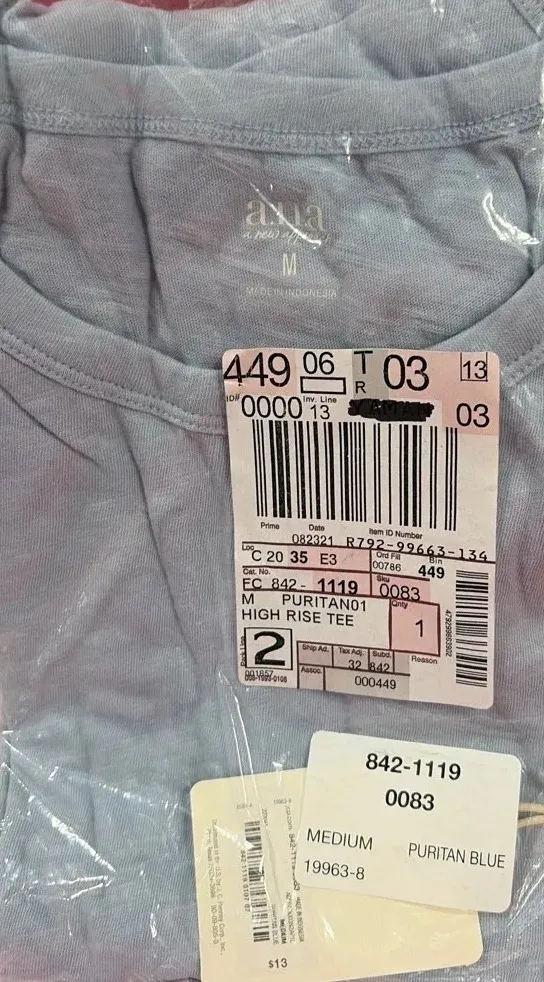 ana
a new approach
M
MADE IN INDONESIA
449 06 T R 03 13
ID# 0000 Inv. Line 13 03
Prime Date Item ID Number
082321 R792-99663-134
Loc C 20 35 E3 Ord Fill 00786 Bin 449
Cat. No. Sku
FC 842 - 1119 0083
M PURITAN01 Qnty 1
HIGH RISE TEE
2 Ship Ad. Tax Adj. Subd. Reason
32 842
Assoc. 000449
001857
842-1119
0083
MEDIUM PURITAN BLUE
19963-8
$13